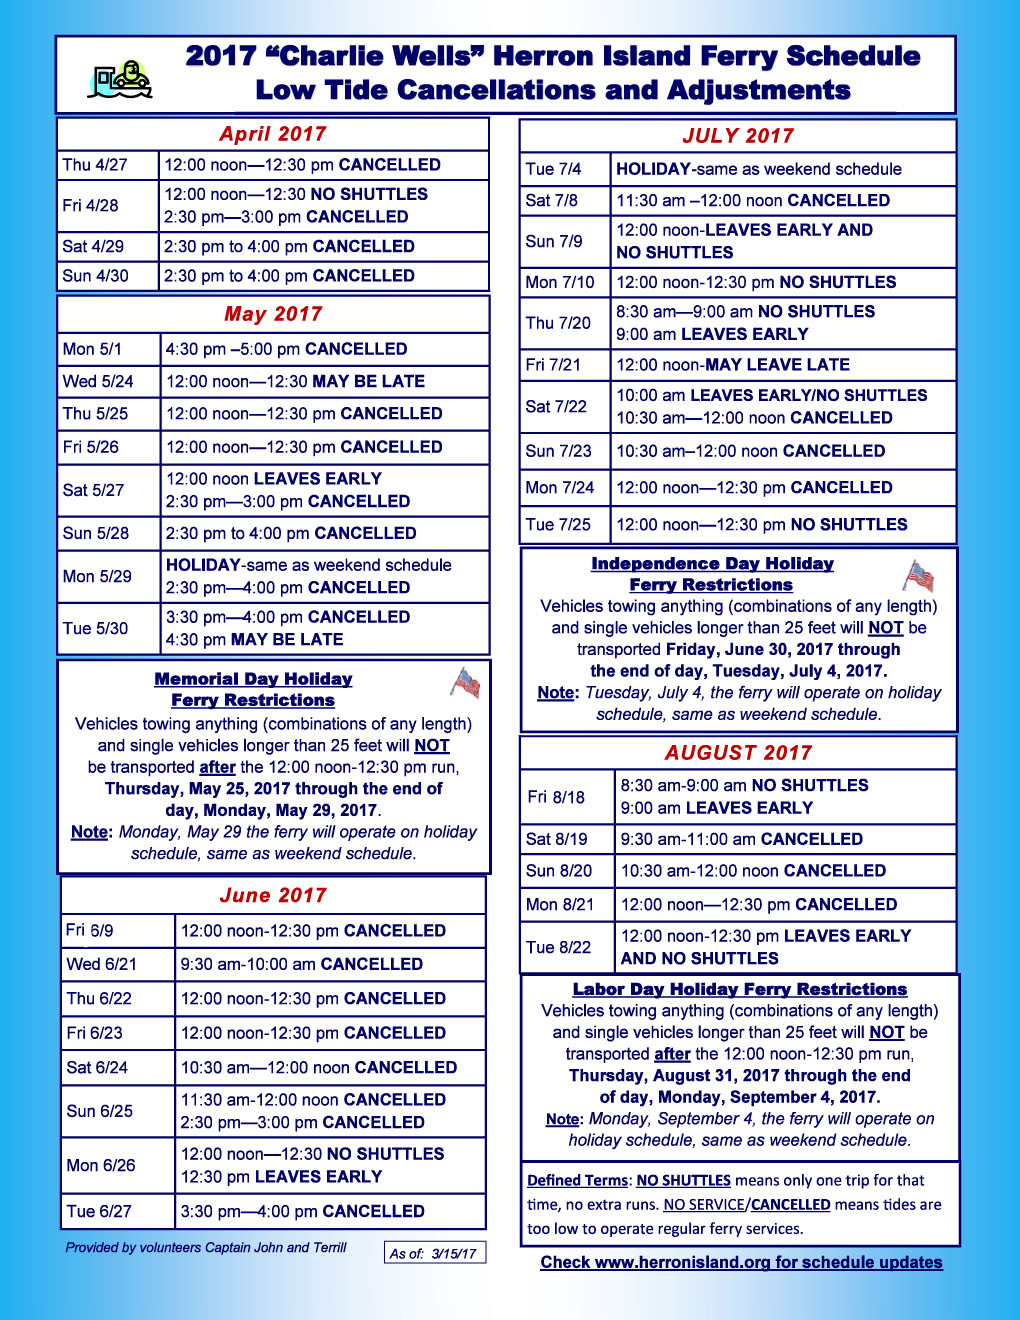 2017 “Charlie Wells” Herron Island Ferry Schedule
Low Tide Cancellations and Adjustments
April 2017
Thu 4/27 12:00 noon—12:30 pm CANCELLED
Fri 4/28 12:00 noon—12:30 NO SHUTTLES
2:30 pm—3:00 pm CANCELLED
Sat 4/29 2:30 pm to 4:00 pm CANCELLED
Sun 4/30 2:30 pm to 4:00 pm CANCELLED
May 2017
Mon 5/1 4:30 pm –5:00 pm CANCELLED
Wed 5/24 12:00 noon—12:30 MAY BE LATE
Thu 5/25 12:00 noon—12:30 pm CANCELLED
Fri 5/26 12:00 noon—12:30 pm CANCELLED
Sat 5/27 12:00 noon LEAVES EARLY
2:30 pm—3:00 pm CANCELLED
Sun 5/28 2:30 pm to 4:00 pm CANCELLED
Mon 5/29 HOLIDAY-same as weekend schedule
2:30 pm—4:00 pm CANCELLED
Tue 5/30 3:30 pm—4:00 pm CANCELLED
4:30 pm MAY BE LATE
Memorial Day Holiday
Ferry Restrictions
Vehicles towing anything (combinations of any length)
and single vehicles longer than 25 feet will NOT
be transported after the 12:00 noon-12:30 pm run,
Thursday, May 25, 2017 through the end of
day, Monday, May 29, 2017.
Note: Monday, May 29 the ferry will operate on holiday
schedule, same as weekend schedule.
June 2017
Fri 6/9 12:00 noon-12:30 pm CANCELLED
Wed 6/21 9:30 am-10:00 am CANCELLED
Thu 6/22 12:00 noon-12:30 pm CANCELLED
Fri 6/23 12:00 noon-12:30 pm CANCELLED
Sat 6/24 10:30 am—12:00 noon CANCELLED
Sun 6/25 11:30 am-12:00 noon CANCELLED
2:30 pm—3:00 pm CANCELLED
Mon 6/26 12:00 noon—12:30 NO SHUTTLES
12:30 pm LEAVES EARLY
Tue 6/27 3:30 pm—4:00 pm CANCELLED
Provided by volunteers Captain John and Terrill
As of: 3/15/17
JULY 2017
Tue 7/4 HOLIDAY-same as weekend schedule
Sat 7/8 11:30 am –12:00 noon CANCELLED
Sun 7/9 12:00 noon-LEAVES EARLY AND
NO SHUTTLES
Mon 7/10 12:00 noon-12:30 pm NO SHUTTLES
Thu 7/20 8:30 am—9:00 am NO SHUTTLES
9:00 am LEAVES EARLY
Fri 7/21 12:00 noon-MAY LEAVE LATE
Sat 7/22 10:00 am LEAVES EARLY/NO SHUTTLES
10:30 am—12:00 noon CANCELLED
Sun 7/23 10:30 am–12:00 noon CANCELLED
Mon 7/24 12:00 noon—12:30 pm CANCELLED
Tue 7/25 12:00 noon—12:30 pm NO SHUTTLES
Independence Day Holiday
Ferry Restrictions
Vehicles towing anything (combinations of any length)
and single vehicles longer than 25 feet will NOT be
transported Friday, June 30, 2017 through
the end of day, Tuesday, July 4, 2017.
Note: Tuesday, July 4, the ferry will operate on holiday
schedule, same as weekend schedule.
AUGUST 2017
Fri 8/18 8:30 am-9:00 am NO SHUTTLES
9:00 am LEAVES EARLY
Sat 8/19 9:30 am-11:00 am CANCELLED
Sun 8/20 10:30 am-12:00 noon CANCELLED
Mon 8/21 12:00 noon—12:30 pm CANCELLED
Tue 8/22 12:00 noon-12:30 pm LEAVES EARLY
AND NO SHUTTLES
Labor Day Holiday Ferry Restrictions
Vehicles towing anything (combinations of any length)
and single vehicles longer than 25 feet will NOT be
transported after the 12:00 noon-12:30 pm run,
Thursday, August 31, 2017 through the end
of day, Monday, September 4, 2017.
Note: Monday, September 4, the ferry will operate on
holiday schedule, same as weekend schedule.
Defined Terms: NO SHUTTLES means only one trip for that
time, no extra runs. NO SERVICE/CANCELLED means tides are
too low to operate regular ferry services.
Check www.herronisland.org for schedule updates